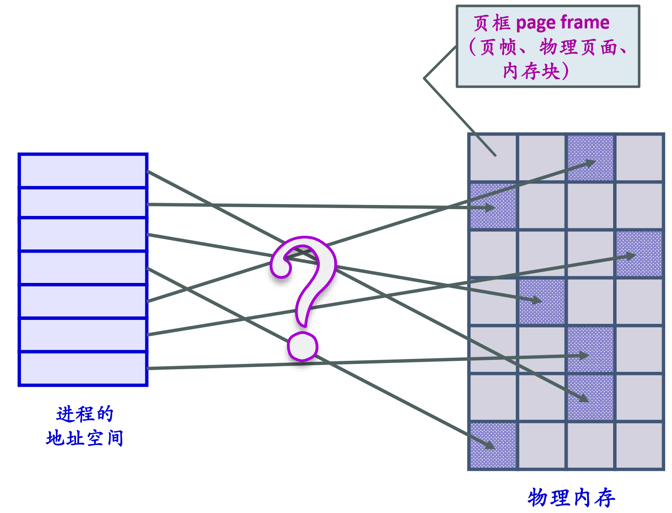 页框 page frame
（页帧、物理页面、
内存块）
?
进程的
地址空间
物理内存